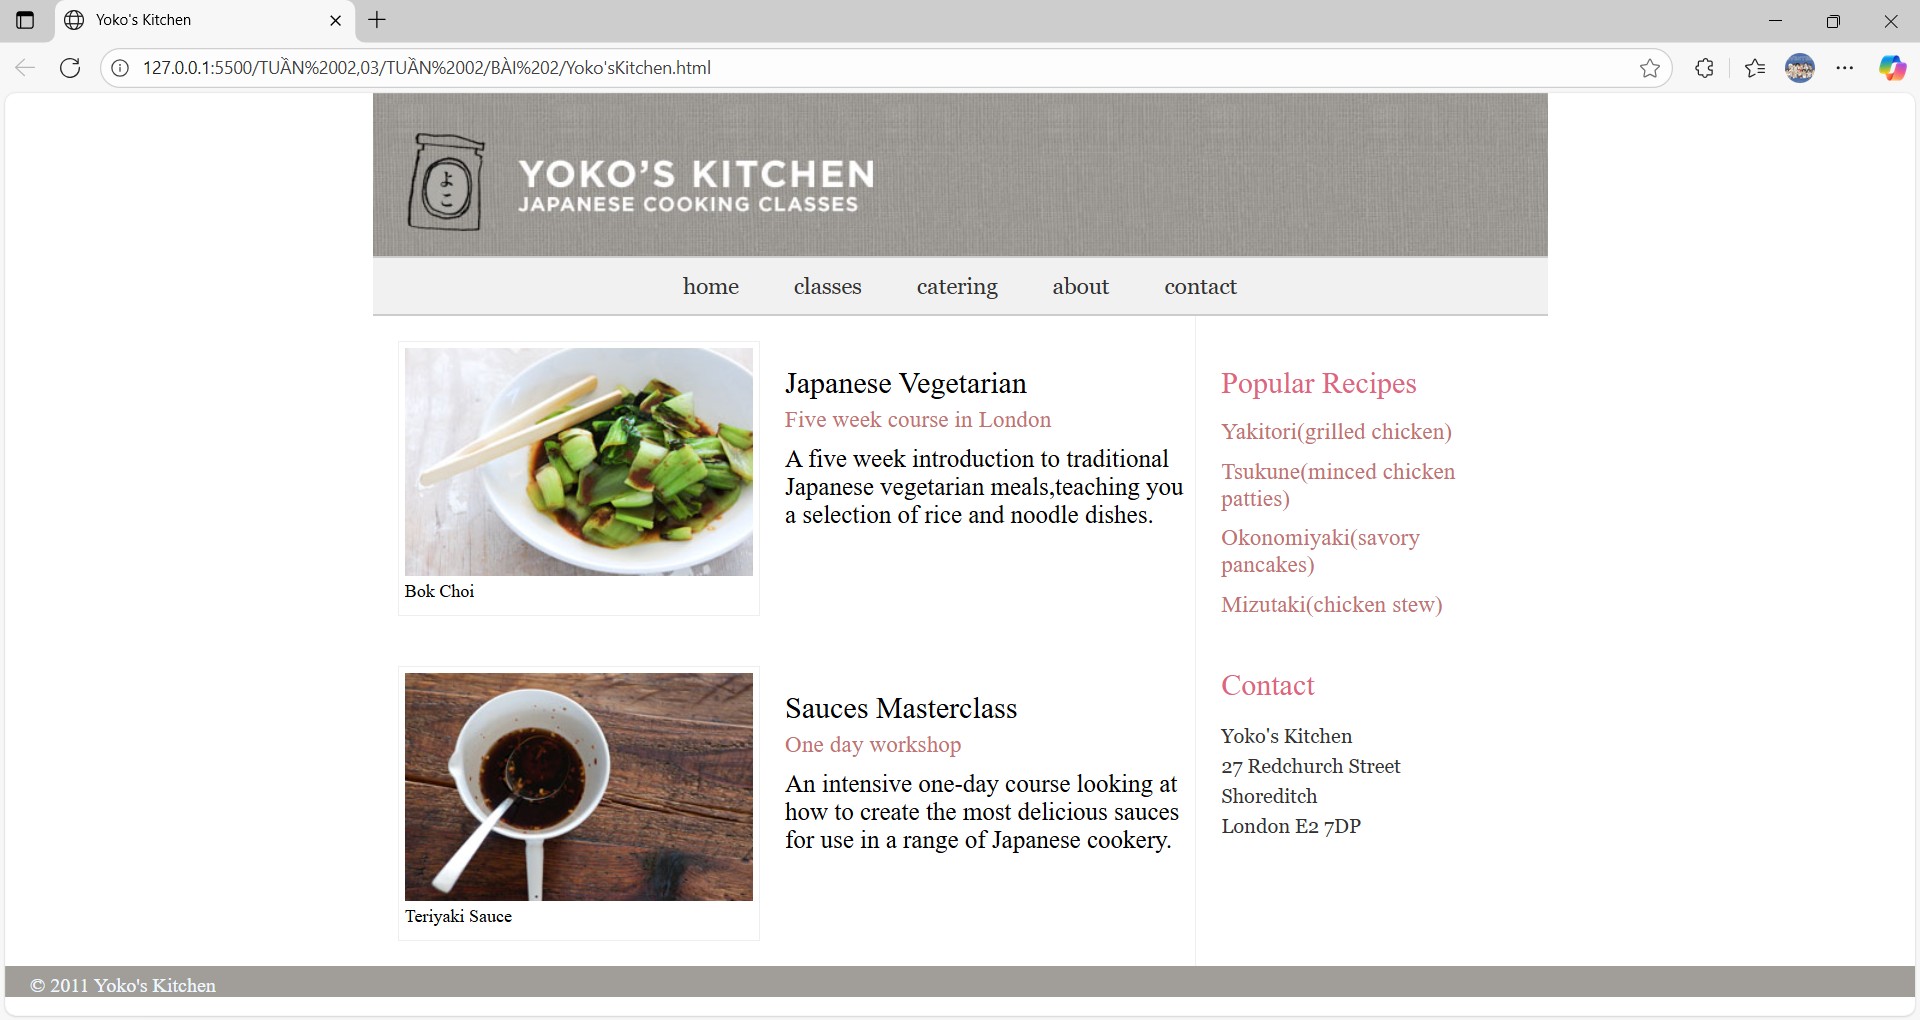 Yoko's Kitchen
127.0.0.1:5500/TUẦN%2002,03/TUẦN%2002/BÀI%202/Yoko'sKitchen.html
よこ
YOKO’S KITCHEN
JAPANESE COOKING CLASSES
home classes catering about contact
Bok Choi
Japanese Vegetarian
Five week course in London
A five week introduction to traditional
Japanese vegetarian meals,teaching you
a selection of rice and noodle dishes.
Teriyaki Sauce
Sauces Masterclass
One day workshop
An intensive one-day course looking at
how to create the most delicious sauces
for use in a range of Japanese cookery.
Popular Recipes
Yakitori(grilled chicken)
Tsukune(minced chicken
patties)
Okonomiyaki(savory
pancakes)
Mizutaki(chicken stew)
Contact
Yoko's Kitchen
27 Redchurch Street
Shoreditch
London E2 7DP
© 2011 Yoko's Kitchen